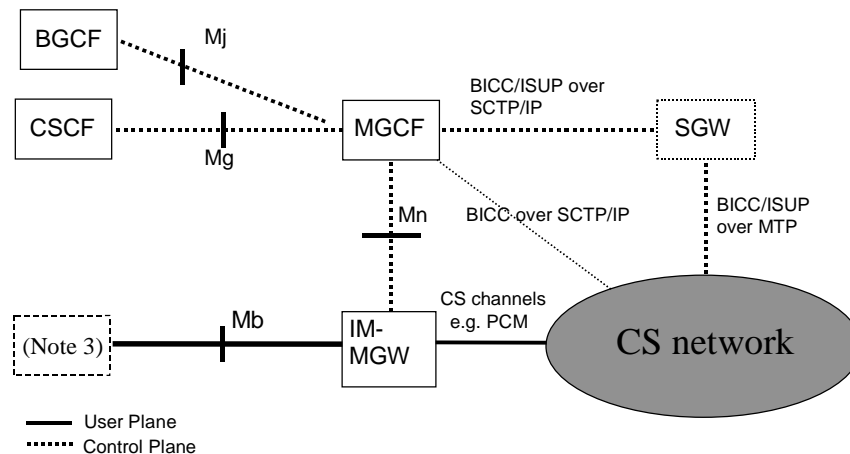 BGCF
Mj
BICC/ISUP over
SCTP/IP
CSCF
MGCF
SGW
Mg
Mn
BICC over SCTP/IP
BICC/ISUP
over MTP
CS channels
e.g. PCM
(Note 3)
Mb
IM-
MGW
CS network
User Plane
Control Plane